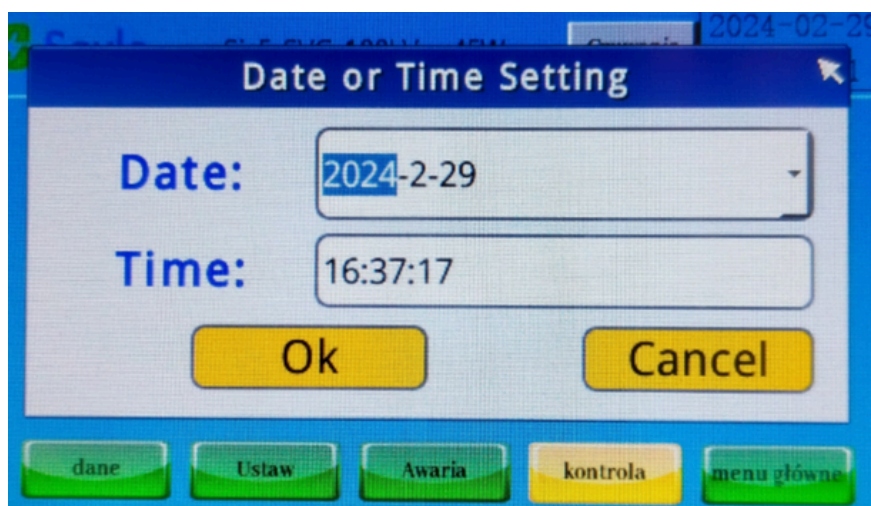 2024-02-29
Date or Time Setting
Date:
2024-2-29
Time:
16:37:17
Ok
Cancel
dane
Ustaw
Awaria
kontrola
menu główne